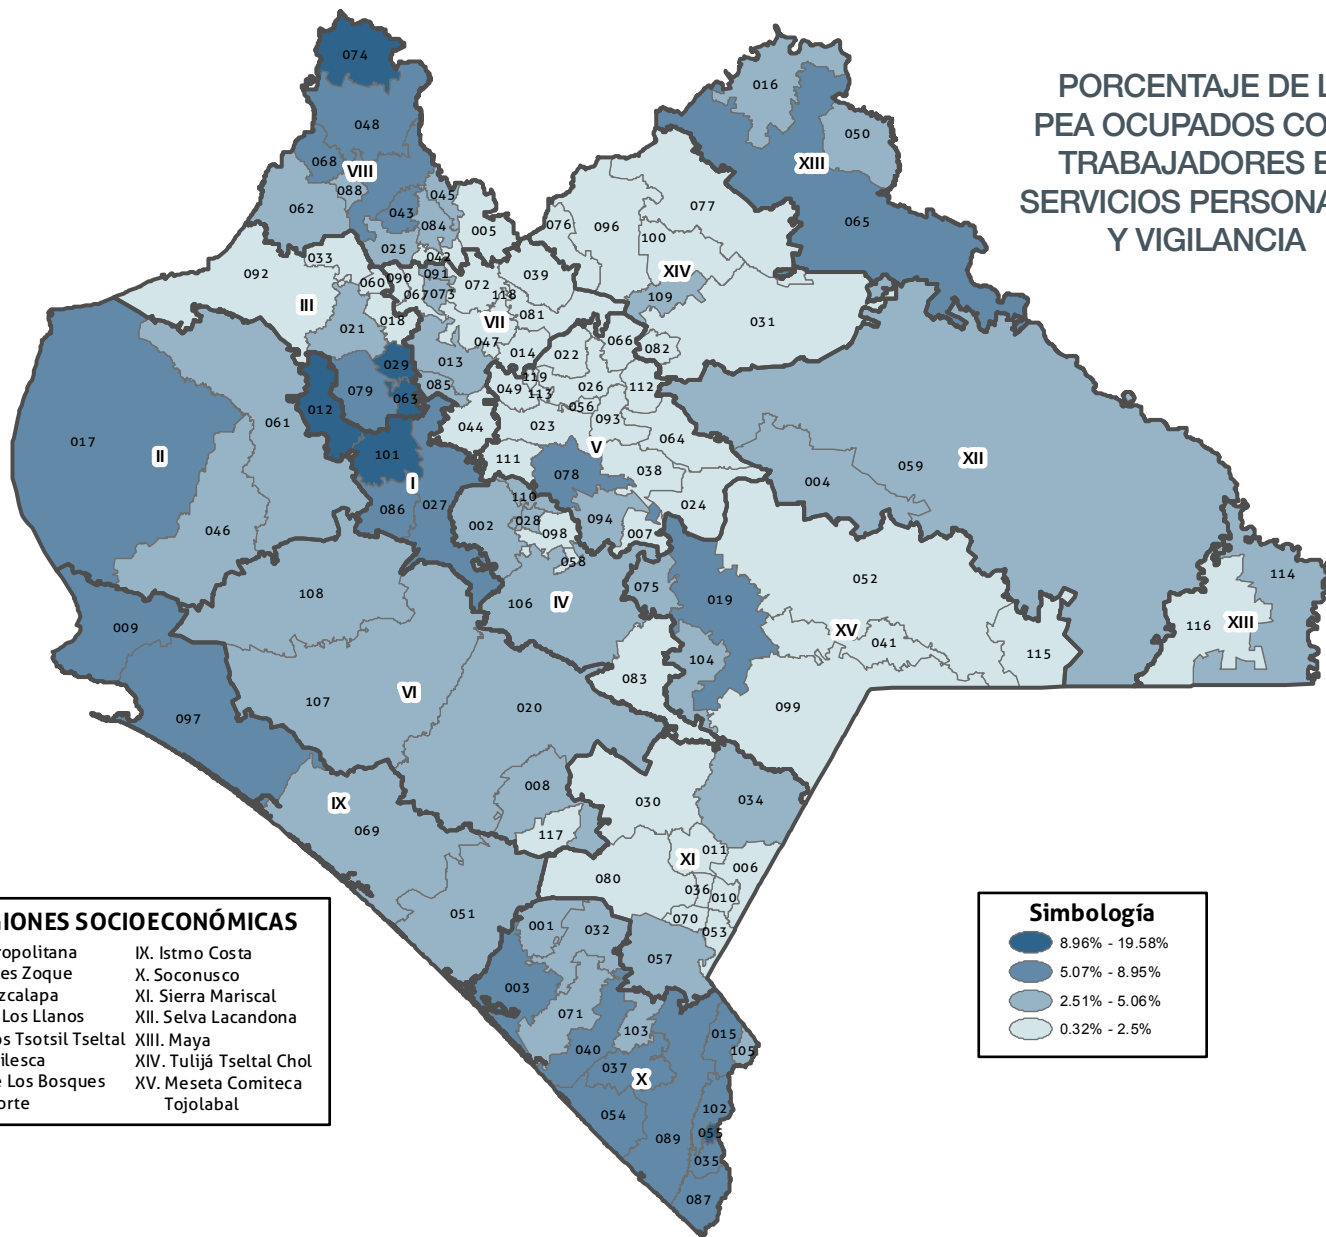 PORCENTAJE DE L
PEA OCUPADOS CO
TRABAJADORES E
SERVICIOS PERSONA
Y VIGILANCIA
074
016
048
050
068
VIII
XIII
088
045
062
043
077
084
005
076
096
065
025
100
042
033
092
091
039
XIV
060
090
072
067
073
118
109
III
081
018
VII
031
021
047
066
082
014
022
029
013
119
079
085
049
026
112
113
063
012
056
061
093
044
023
064
017
V
II
101
111
XII
059
078
038
I
004
110
027
024
086
028
094
002
046
098
007
058
052
114
075
108
106
IV
019
116
XIII
009
XV
041
115
104
083
VI
107
020
099
097
008
034
IX
030
069
117
011
XI
006
080
036
010
051
070
001
032
053
057
003
071
103
015
105
040
037
X
054
102
055
089
035
087
GIONES SOCIOECONÓMICAS
ropolitana
es Zoque
zcalapa
Los Llanos
os Tsotsil Tseltal
ilesca
e Los Bosques
orte
IX. Istmo Costa
X. Soconusco
XI. Sierra Mariscal
XII. Selva Lacandona
XIII. Maya
XIV. Tulijá Tseltal Chol
XV. Meseta Comiteca
Tojolabal
Simbología
8.96% - 19.58%
5.07% - 8.95%
2.51% - 5.06%
0.32% - 2.5%